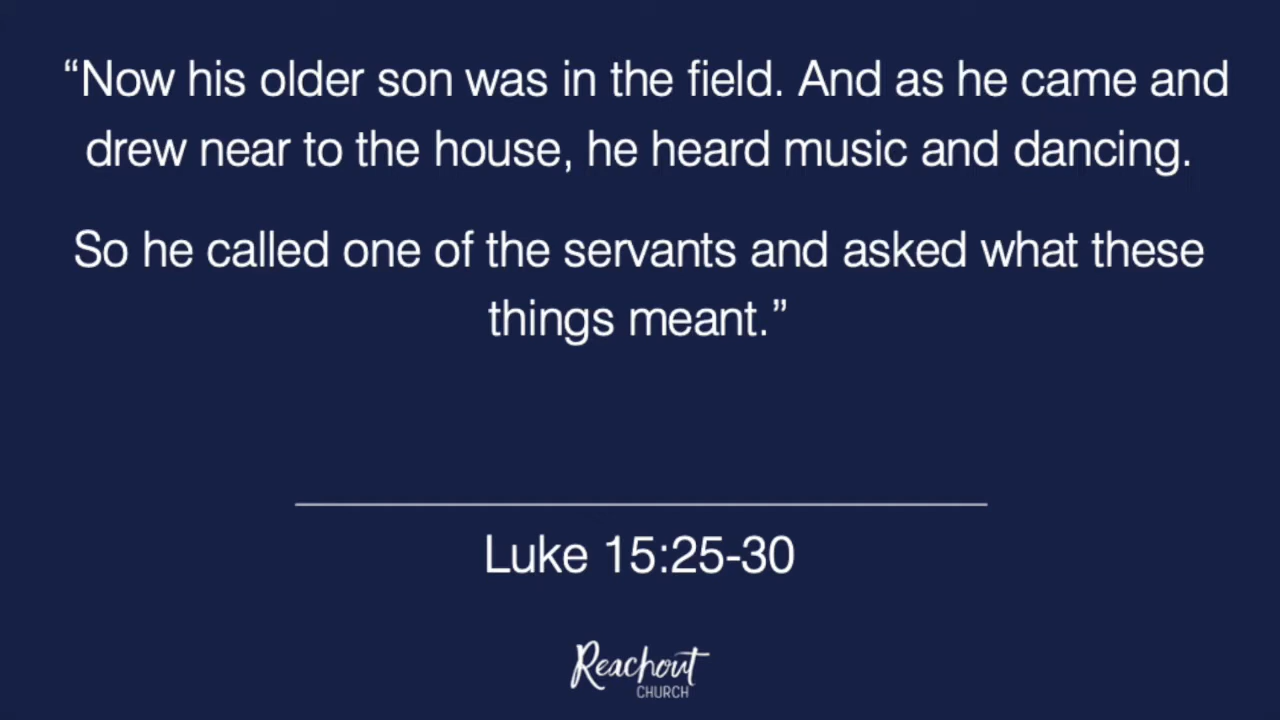 “Now his older son was in the field. And as he came and
drew near to the house, he heard music and dancing.
So he called one of the servants and asked what these
things meant.”
Luke 15:25-30
Reachout
CHURCH